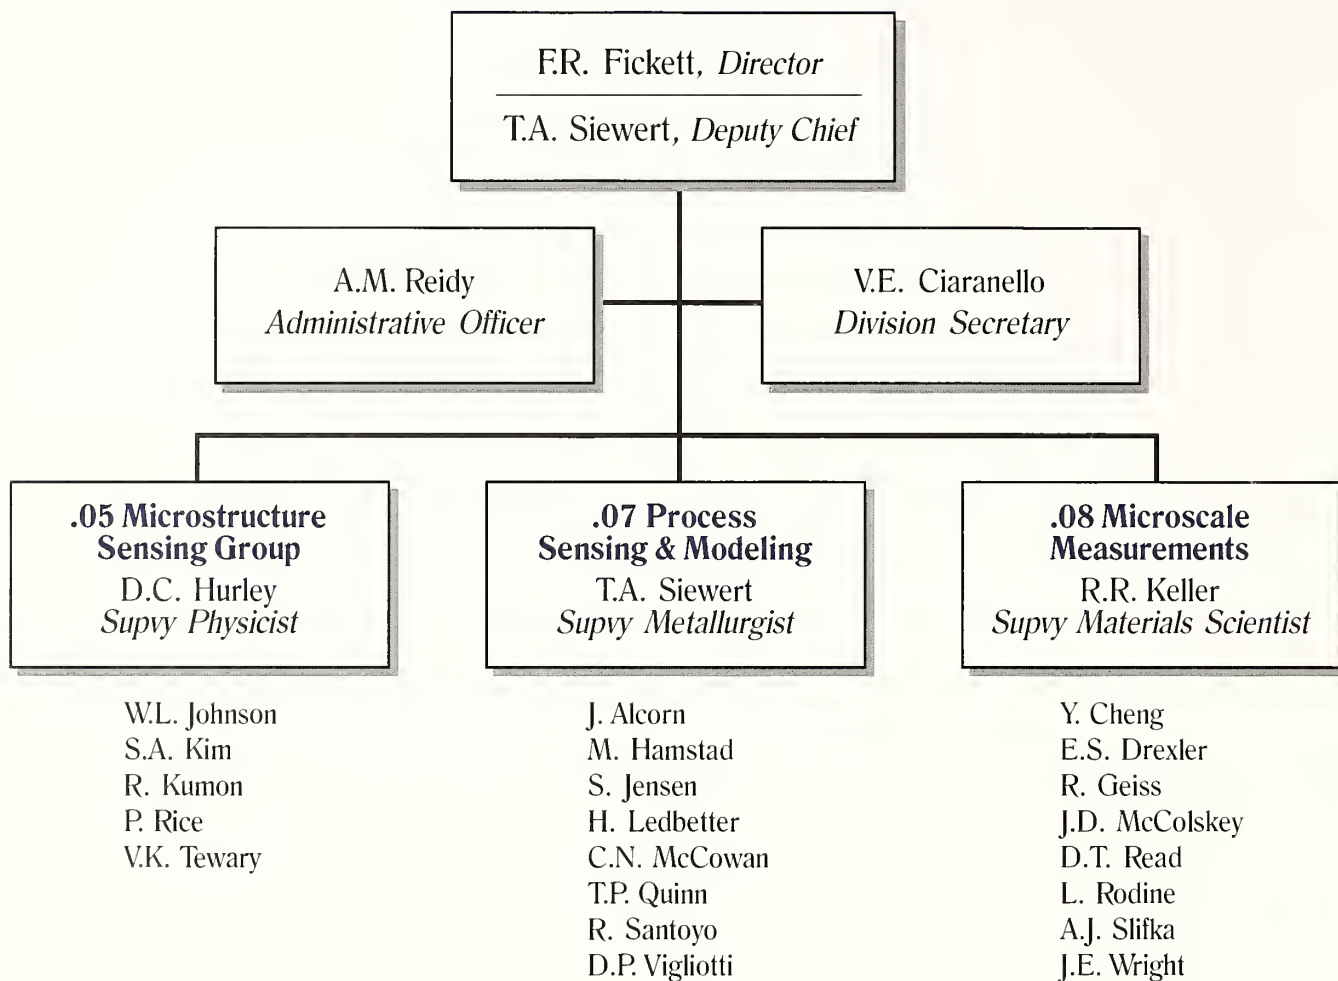 F.R. Fickett, Director
T.A. Siewert, Deputy Chief
A.M. Reidy
Administrative Officer
V.E. Ciaranello
Division Secretary
.05 Microstructure
Sensing Group
D.C. Hurley
Supvy Physicist
W.L. Johnson
S.A. Kim
R. Kumon
P. Rice
V.K. Tewary
.07 Process
Sensing & Modeling
T.A. Siewert
Supvy Metallurgist
J. Alcorn
M. Hamstad
S. Jensen
H. Ledbetter
C.N. McCowan
T.P. Quinn
R. Santoyo
D.P. Vigliotti
.08 Microscale
Measurements
R.R. Keller
Supvy Materials Scientist
Y. Cheng
E.S. Drexler
R. Geiss
J.D. McColskey
D.T. Read
L. Rodine
A.J. Slifka
J.E. Wright